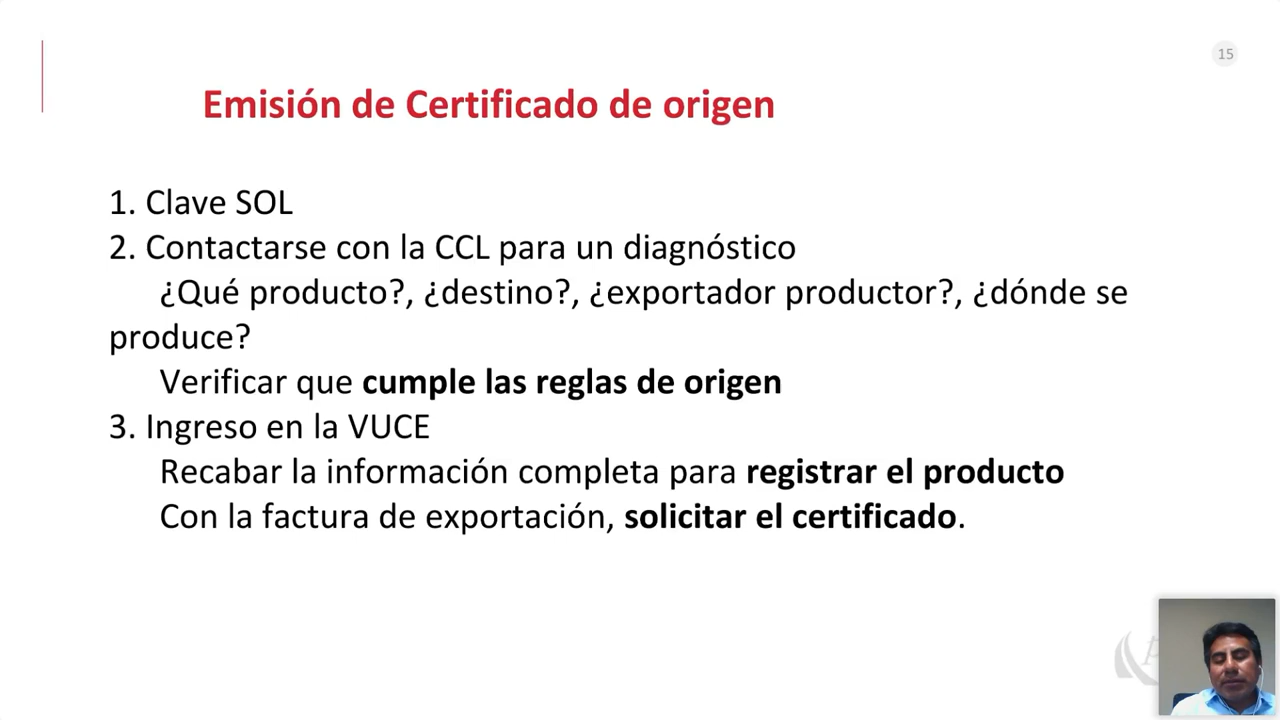 15
Emisión de Certificado de origen
1. Clave SOL
2. Contactarse con la CCL para un diagnóstico
¿Qué producto?, ¿destino?, ¿exportador productor?, ¿dónde se
produce?
Verificar que cumple las reglas de origen
3. Ingreso en la VUCE
Recabar la información completa para registrar el producto
Con la factura de exportación, solicitar el certificado.